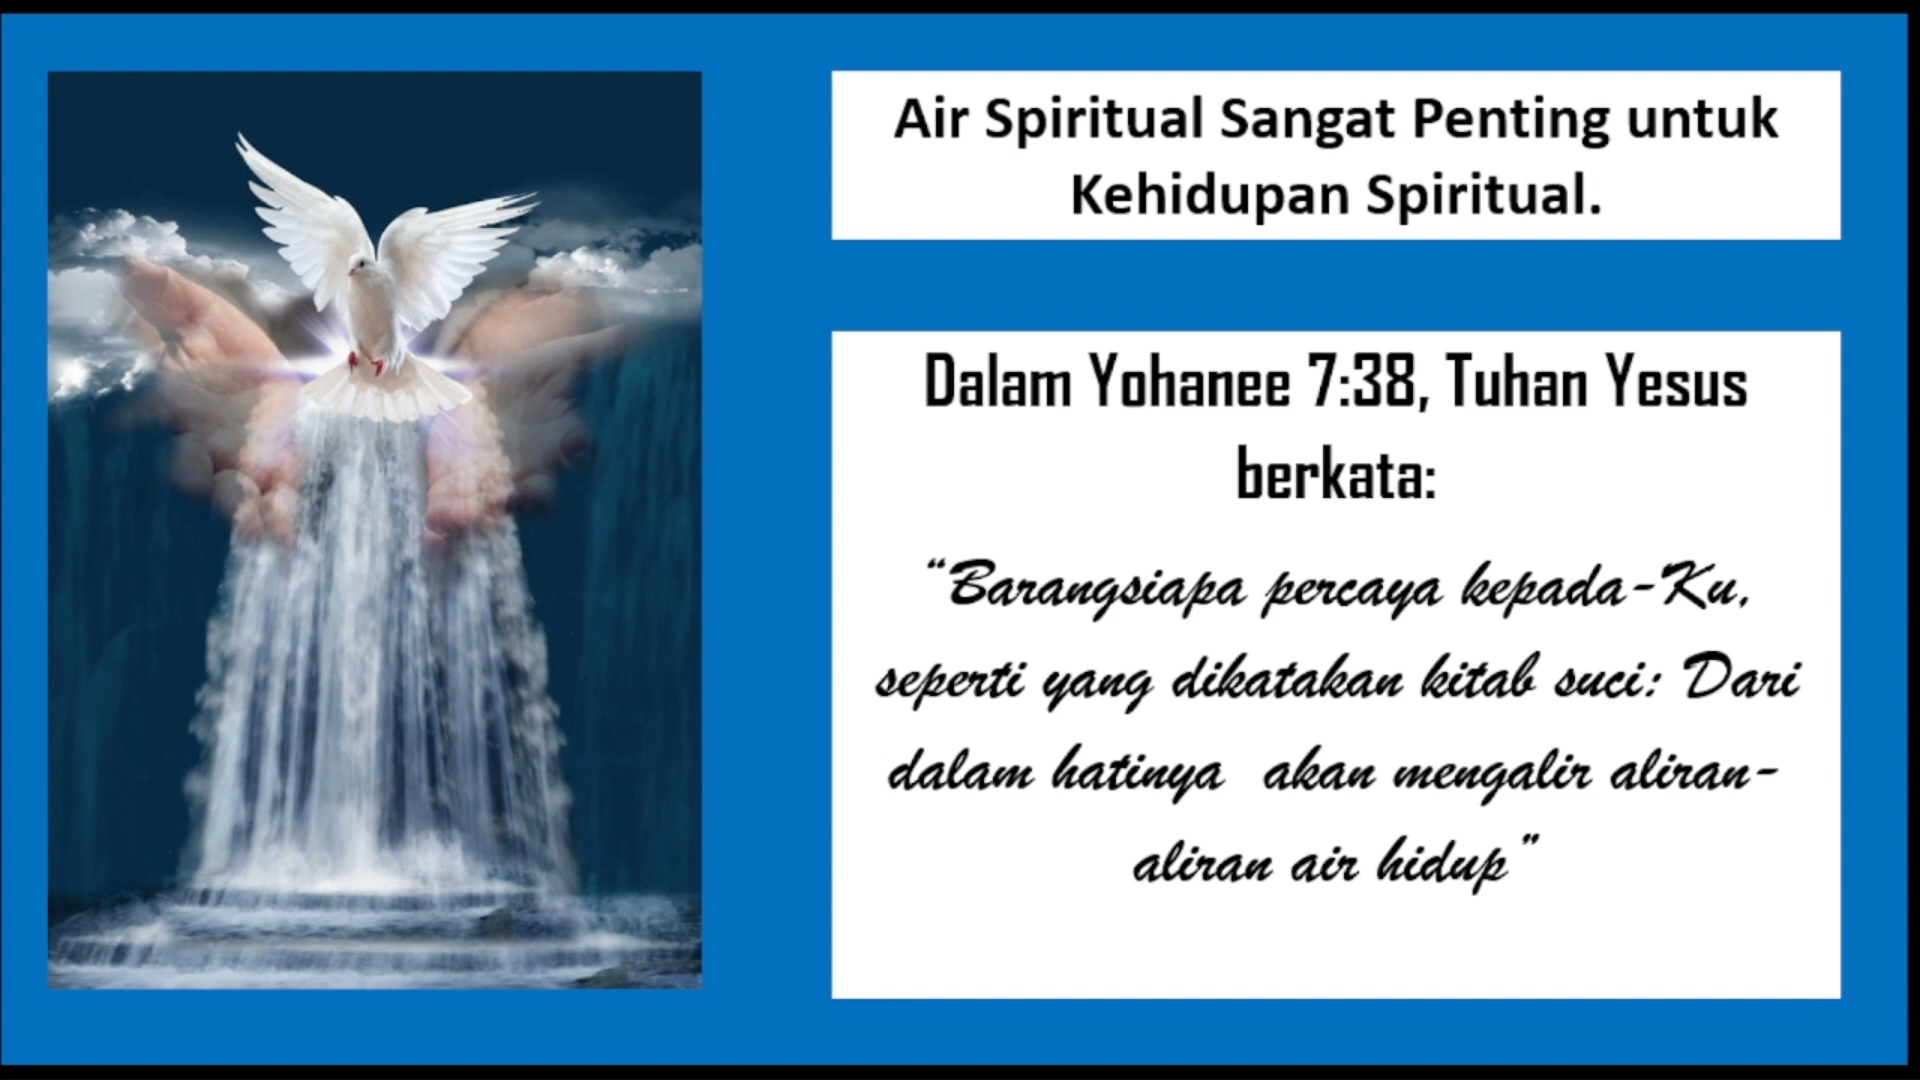 Air Spiritual Sangat Penting untuk
Kehidupan Spiritual.
Dalam Yohanee 7:38, Tuhan Yesus
berkata:
“Barangsiapa percaya kepada-Ku,
seperti yang dikatakan kitab suci: Dari
dalam hatinya akan mengalir aliran-
aliran air hidup”